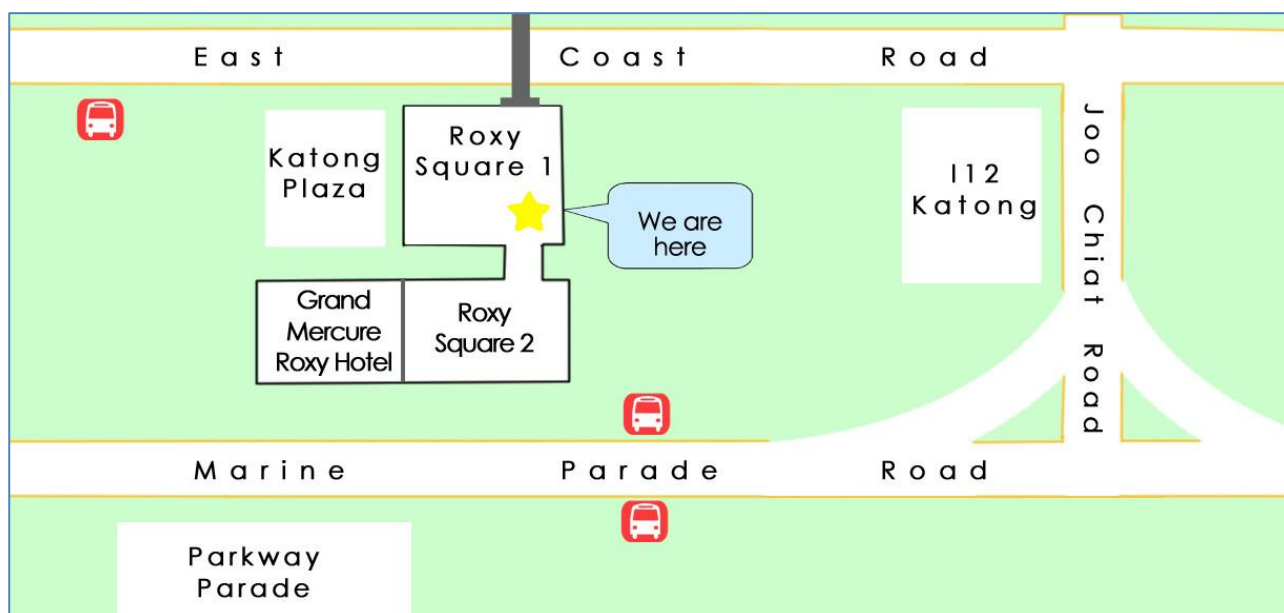 East Coast Road
Katong
Plaza
Roxy
Square 1
We are
here
I12
Katong
Joo Chiat Road
Grand
Mercure
Roxy Hotel
Roxy
Square 2
Marine Parade Road
Parkway
Parade